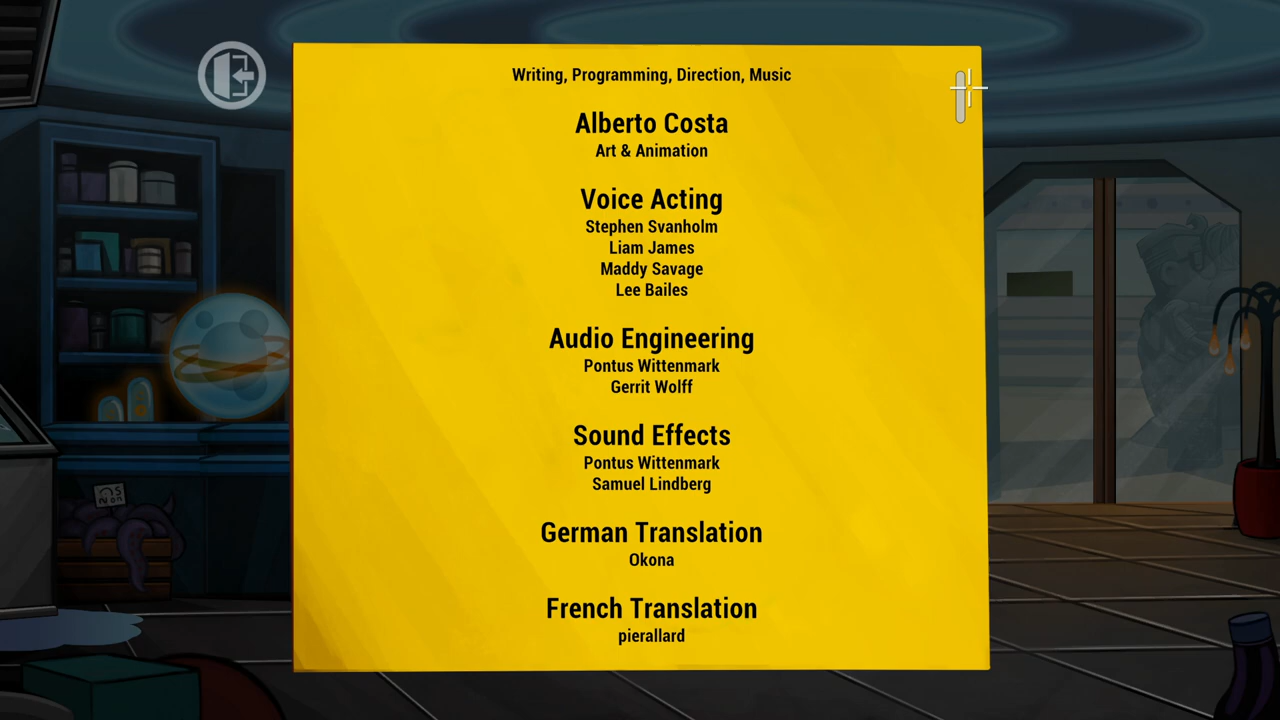 Writing, Programming, Direction, Music
Alberto Costa
Art & Animation
Voice Acting
Stephen Svanholm
Liam James
Maddy Savage
Lee Bailes
Audio Engineering
Pontus Wittenmark
Gerrit Wolff
Sound Effects
Pontus Wittenmark
Samuel Lindberg
German Translation
Okona
French Translation
pierallard